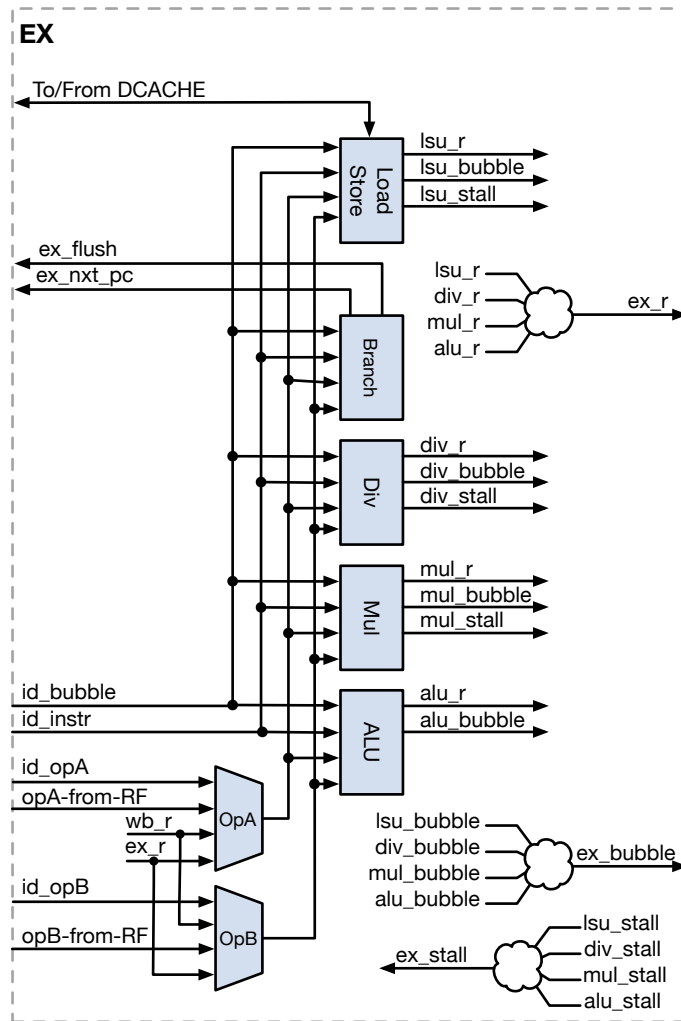 EX
To/From DCACHE
lsu_r
lsu_bubble
lsu_stall
Load
Store
ex_flush
ex_nxt_pc
Branch
lsu_r
div_r
mul_r
alu_r
ex_r
div_r
div_bubble
div_stall
Div
mul_r
mul_bubble
mul_stall
Mul
id_bubble
id_instr
alu_r
alu_bubble
ALU
id_opA
opA-from-RF
wb_r
ex_r
OpA
id_opB
opB-from-RF
OpB
lsu_bubble
div_bubble
mul_bubble
alu_bubble
ex_bubble
ex_stall
lsu_stall
div_stall
mul_stall
alu_stall